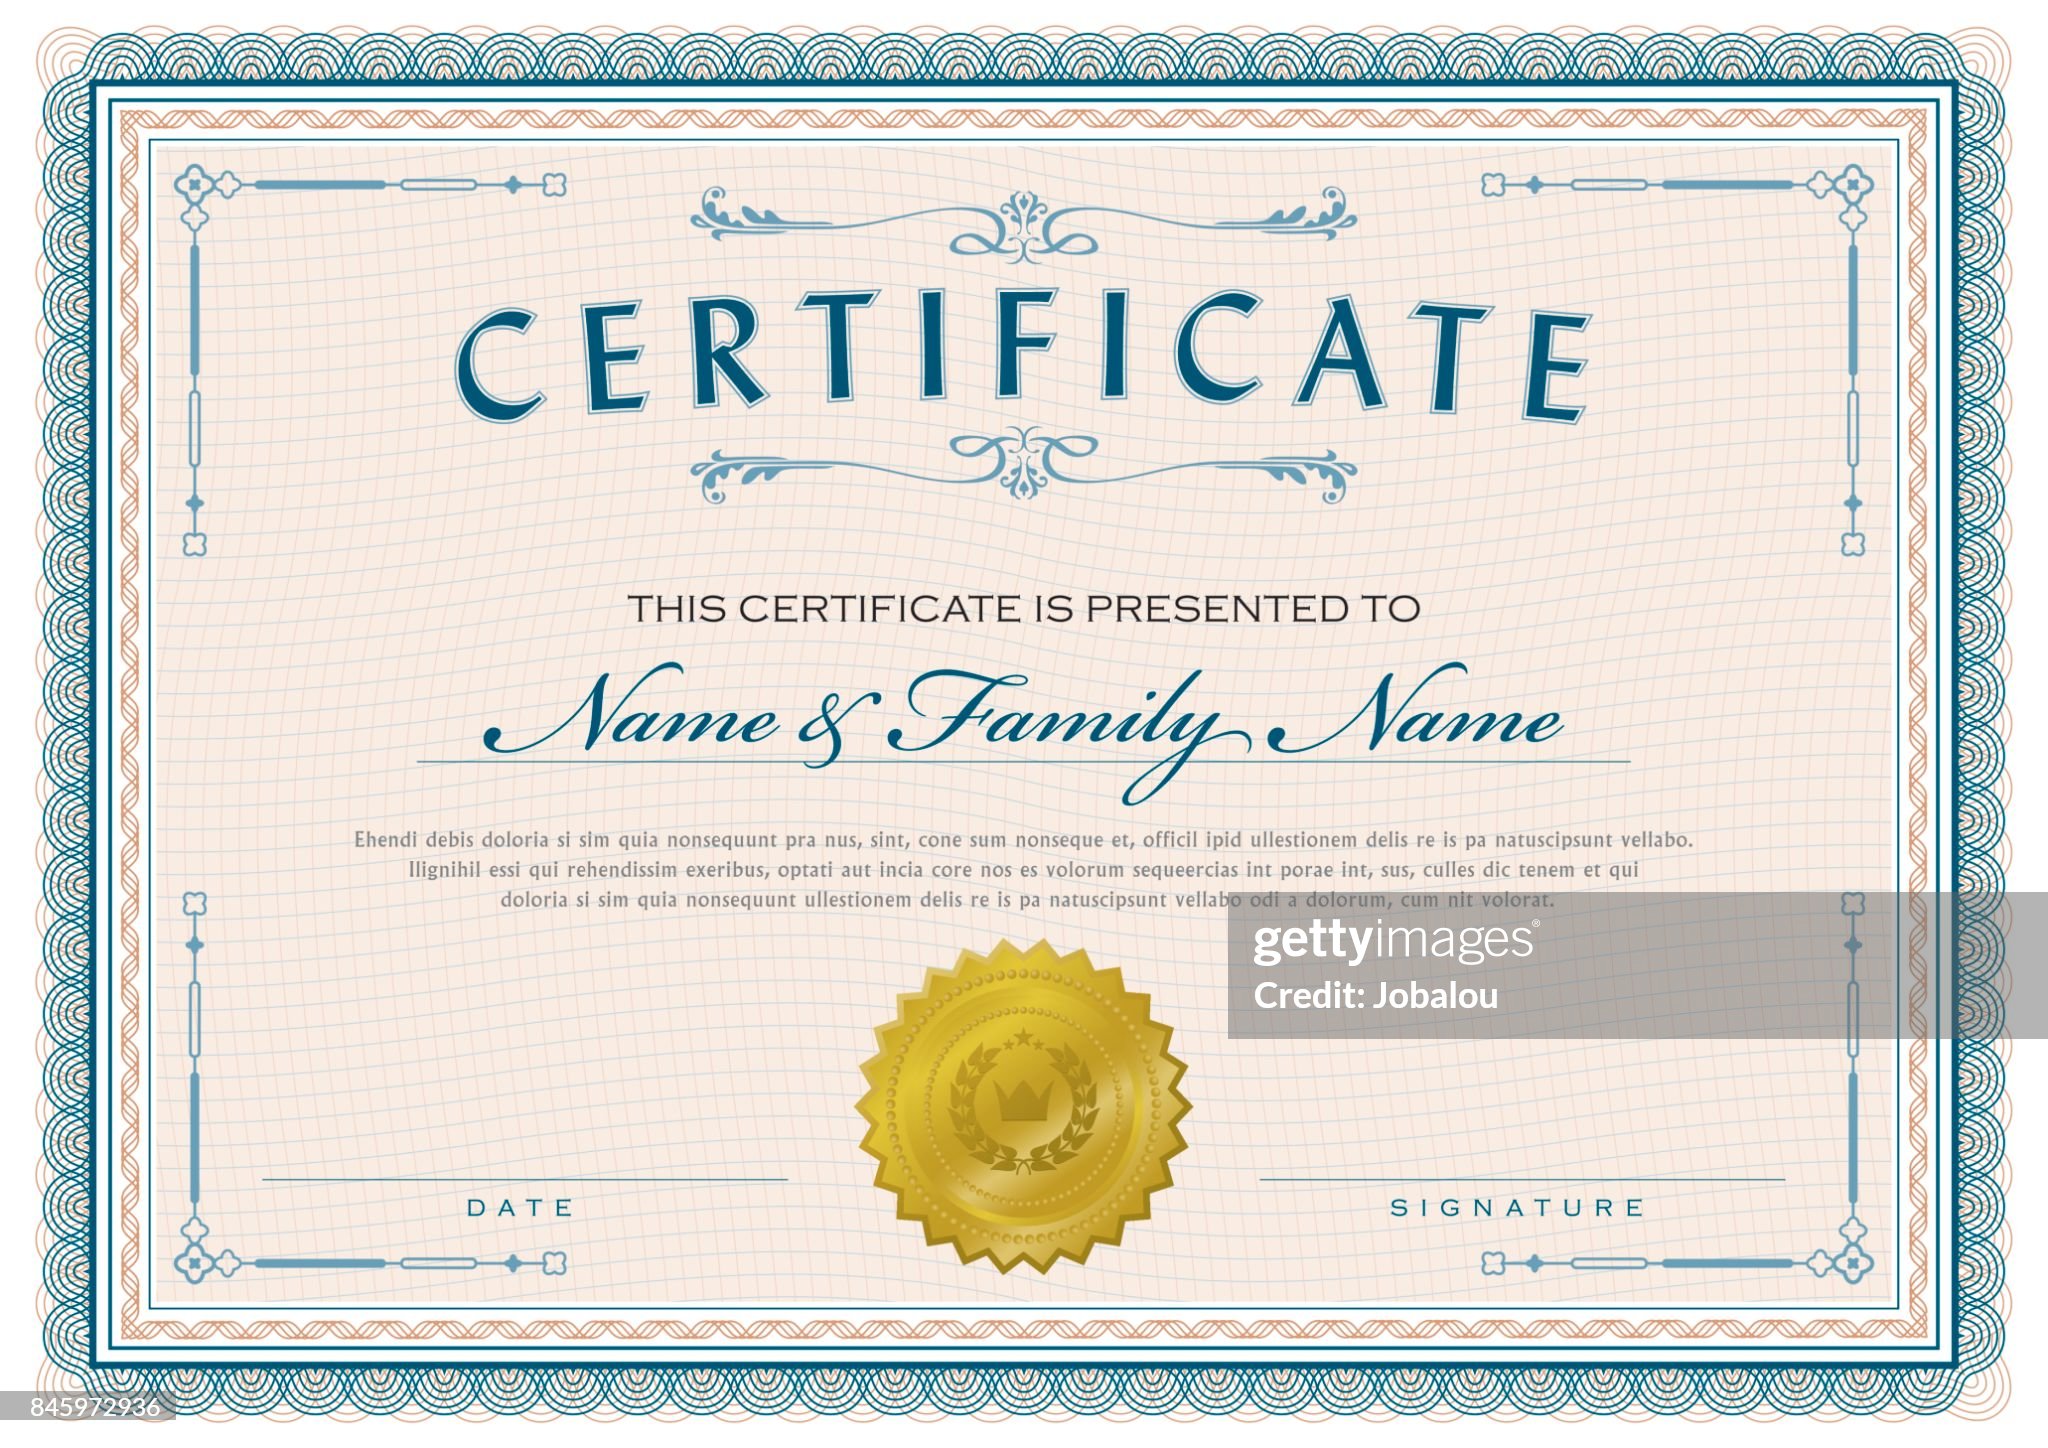 CERTIFICATE
THIS CERTIFICATE IS PRESENTED TO
Name & Family Name
Ehendi debis doloria si sim quia nonsequunt pra nus, sint, cone sum nonseque et, officil ipid ullestionem delis re is pa natuscipsunt vellabo.
Ilignihil essi qui rehendissim exeribus, optati aut incia core nos es volorum sequeercias int porae int, sus, culles dic tenem et qui
doloria si sim quia nonsequunt ullestionem delis re is pa natuscipsunt vellabo odi a dolorum, cum nit volorat.
gettyimages®
Credit: Jobalou
DATE
SIGNATURE
845972936